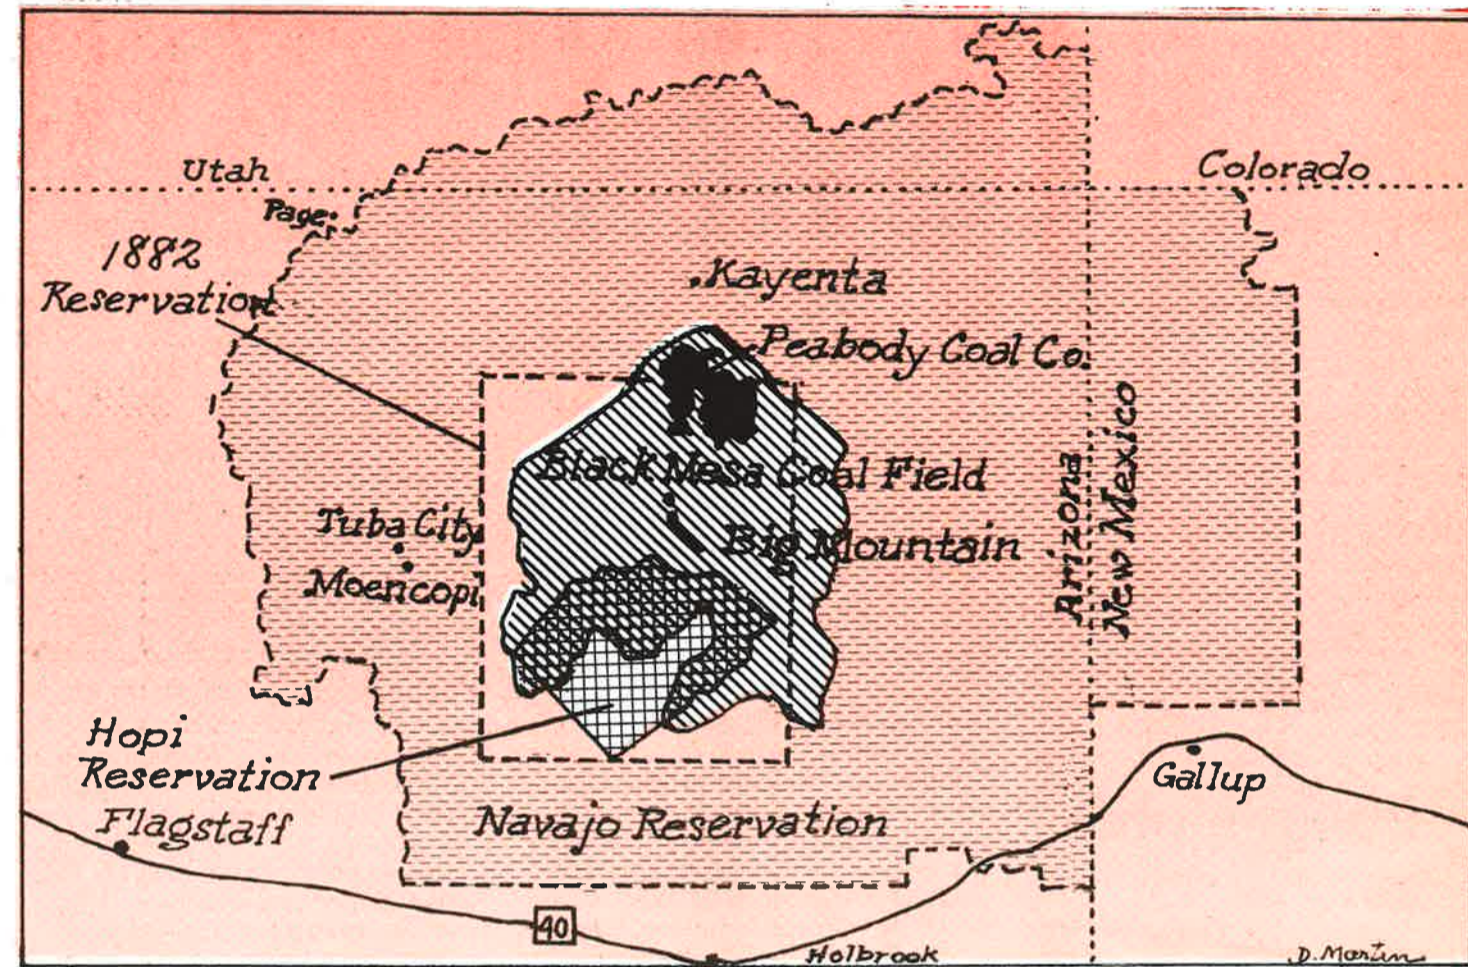 Utah
Colorado
Page
1882
Reservation
Kayenta
Peabody Coal Co.
Black Mesa Coal Field
Tuba City
Big Mountain
Moencopi
Arizona
New Mexico
Hopi
Reservation
Flagstaff
Navajo Reservation
Gallup
40
Holbrook
D. Martin